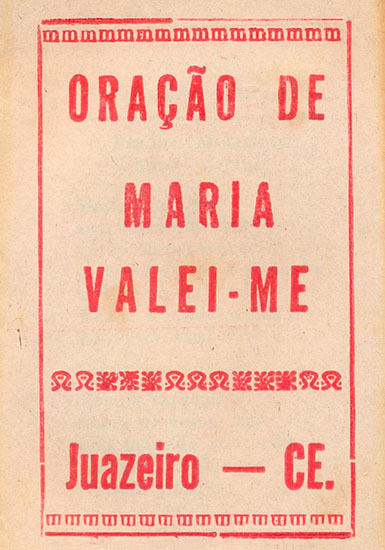 ORAÇÃO DE
MARIA
VALEI-ME
Juazeiro — CE.